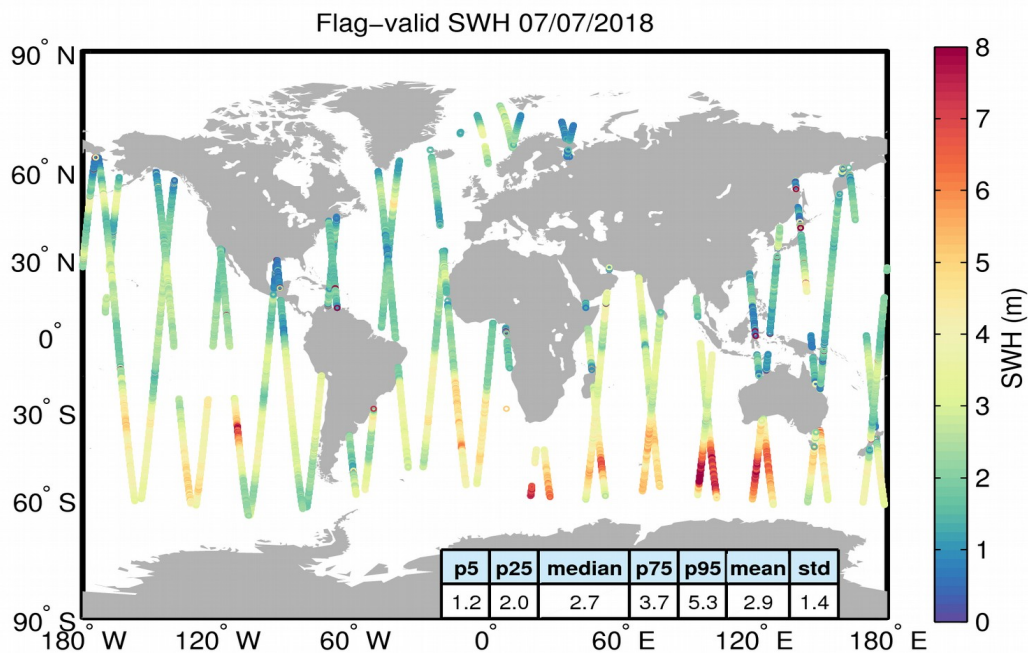 Flag−valid SWH 07/07/2018
90° N
60° N
30° N
0°
30° S
60° S
90° S
180° W
120° W
60° W
0°
60° E
120° E
180° E
p5 p25 median p75 p95 mean std
1.2 2.0 2.7 3.7 5.3 2.9 1.4
8
7
6
5
4
3
2
1
0
SWH (m)